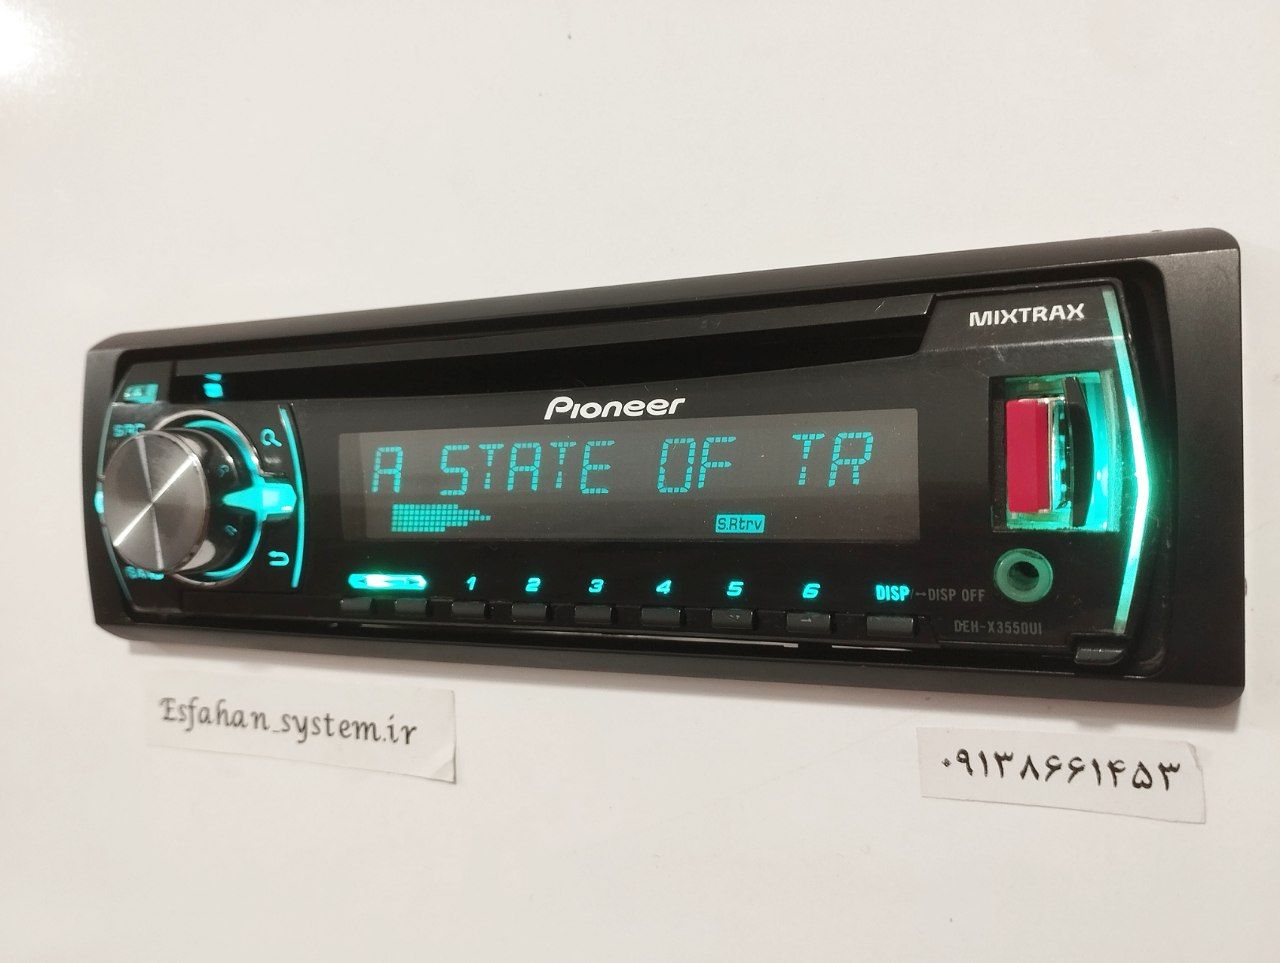 MIXTRAX
Pioneer
SRC
A STATE OF TR
S.Rtrv
1 2 3 4 5 6 DISP/↔DISP OFF
DEH-X3550UI
Esfahan_system.ir
۰۹۱۳۸۶۶۱۴۵۳